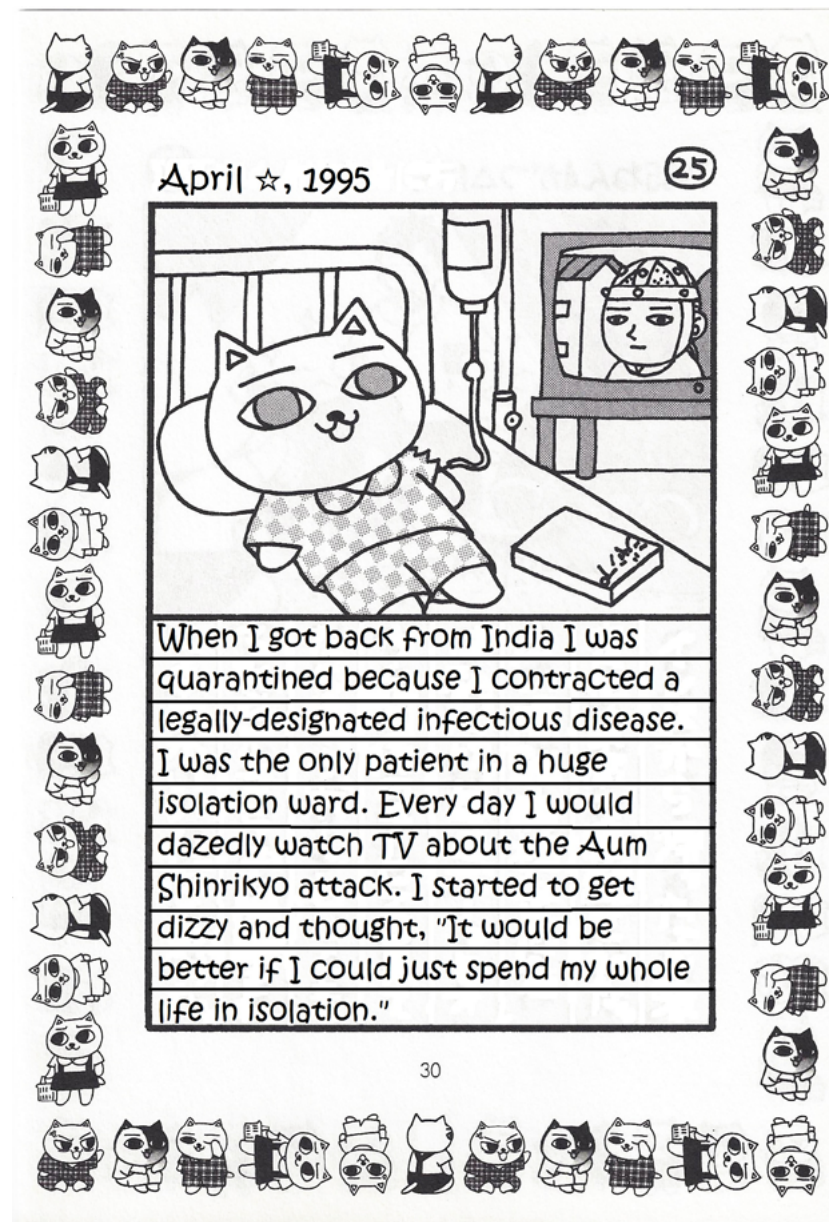 April ☆, 1995
25
When I got back from India I was
quarantined because I contracted a
legally-designated infectious disease.
I was the only patient in a huge
isolation ward. Every day I would
dazedly watch TV about the Aum
Shinrikyo attack. I started to get
dizzy and thought, "It would be
better if I could just spend my whole
life in isolation."
30